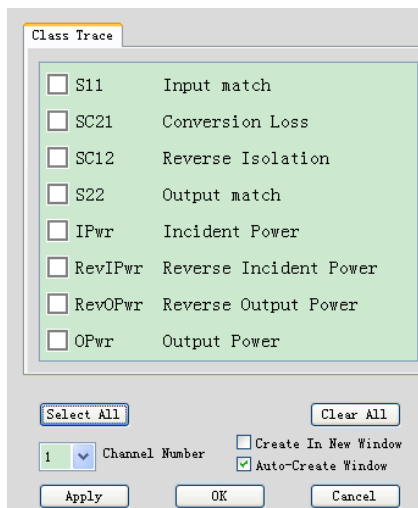 Class Trace
S11 Input match
SC21 Conversion Loss
SC12 Reverse Isolation
S22 Output match
IPwr Incident Power
RevIPwr Reverse Incident Power
RevOPwr Reverse Output Power
OPwr Output Power
Select All Clear All
1 Channel Number
Create In New Window
Auto-Create Window
Apply OK Cancel